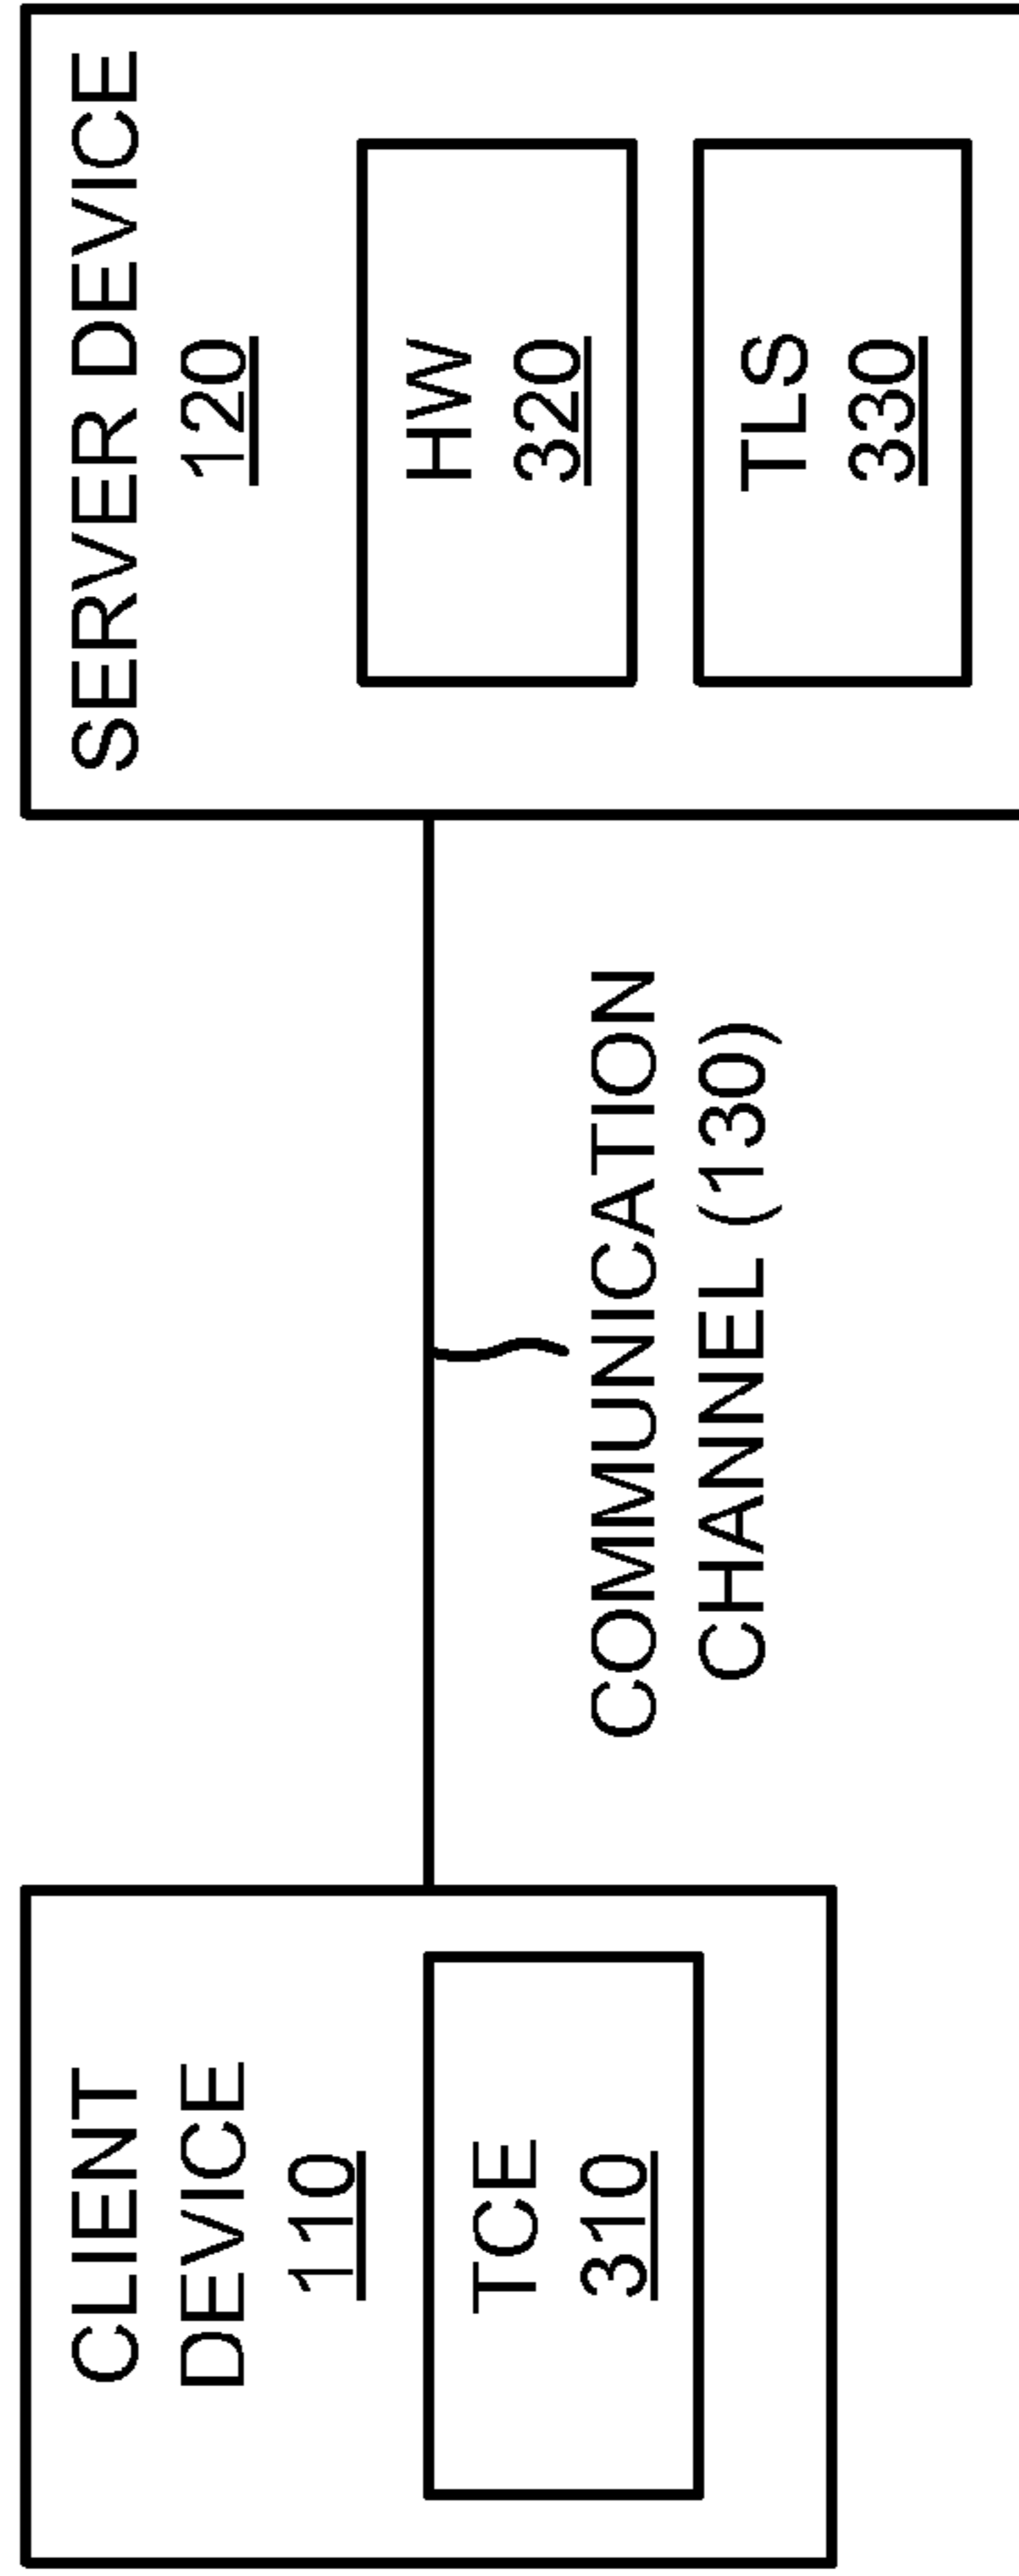 CLIENT
DEVICE
110
TCE
310
COMMUNICATION
CHANNEL (130)
SERVER DEVICE
120
HW
320
TLS
330